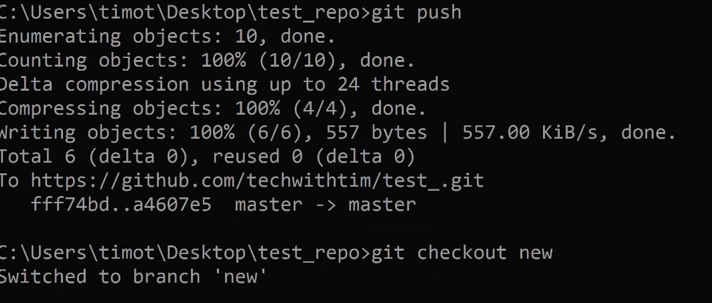 C:\Users\timot\Desktop\test_repo>git push
Enumerating objects: 10, done.
Counting objects: 100% (10/10), done.
Delta compression using up to 24 threads
Compressing objects: 100% (4/4), done.
Writing objects: 100% (6/6), 557 bytes | 557.00 KiB/s, done.
Total 6 (delta 0), reused 0 (delta 0)
To https://github.com/techwithtim/test_.git
   fff74bd..a4607e5  master -> master
C:\Users\timot\Desktop\test_repo>git checkout new
Switched to branch 'new'